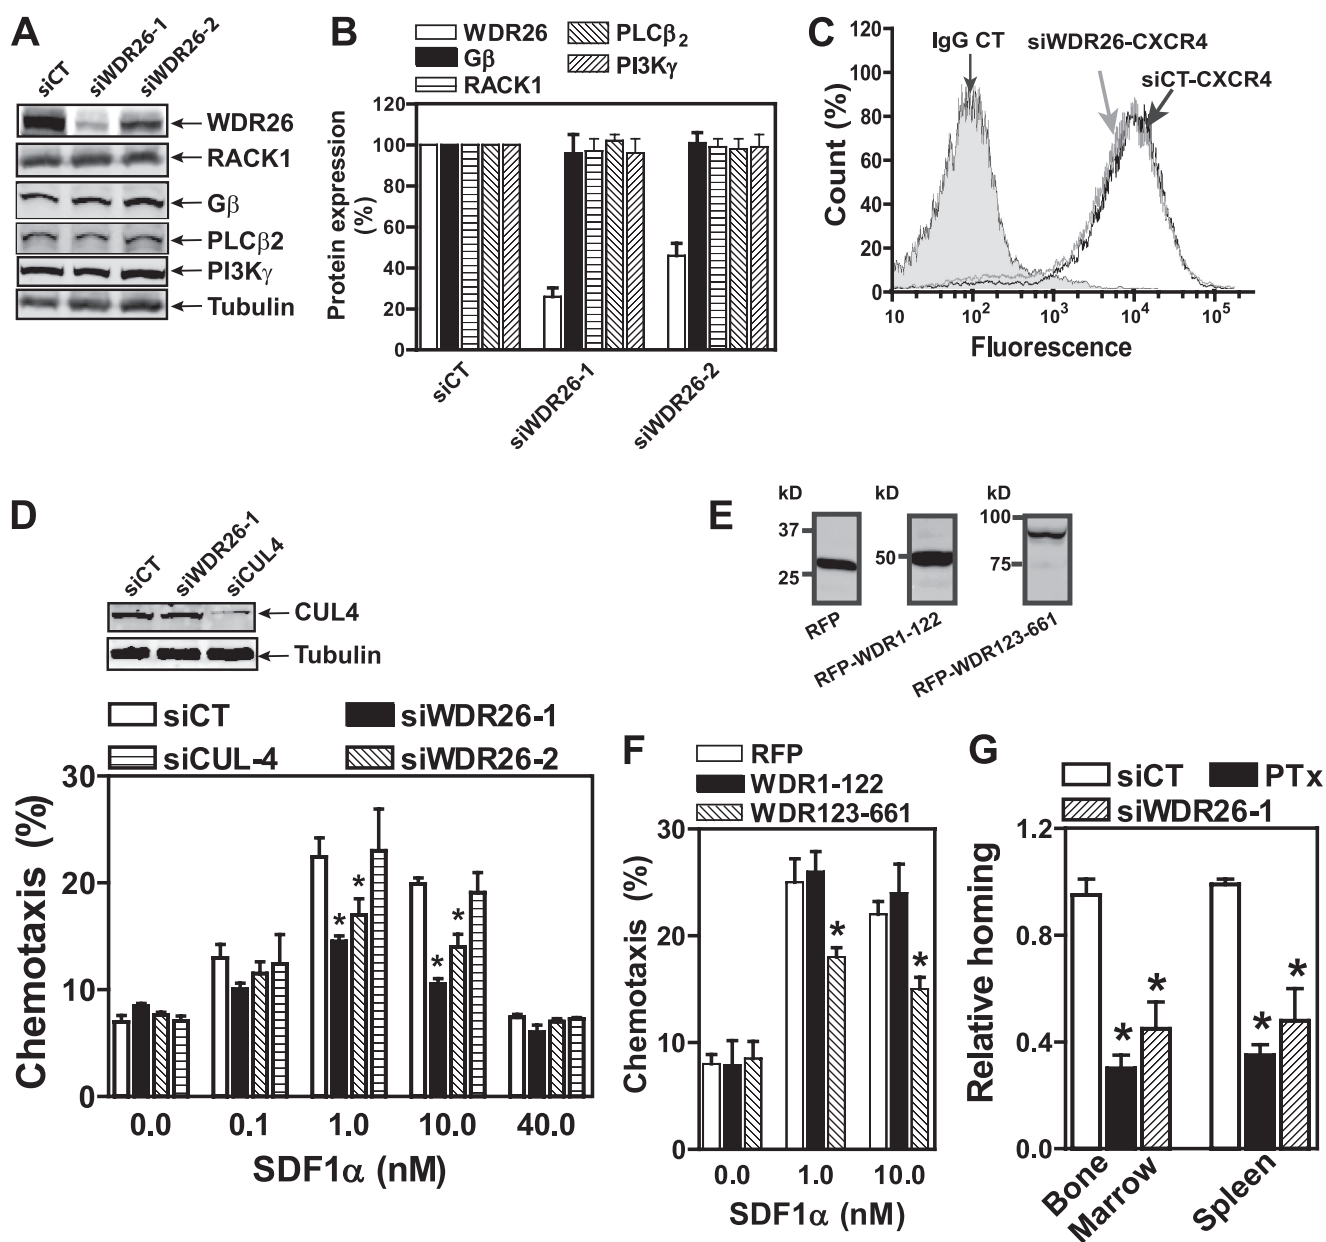 A
siCT
siWDR26-1
siWDR26-2
WDR26
RACK1
Gβ
PLCβ2
PI3Kγ
Tubulin
B
WDR26
Gβ
RACK1
PLCβ2
PI3Kγ
Protein expression
(%)
120
100
80
60
40
20
0
siCT
siWDR26-1
siWDR26-2
C
IgG CT
siWDR26-CXCR4
siCT-CXCR4
Count (%)
120
100
80
60
40
20
0
10
10²
10³
10⁴
10⁵
Fluorescence
D
siCT
siWDR26-1
siCUL4
CUL4
Tubulin
siCT
siWDR26-1
siCUL-4
siWDR26-2
Chemotaxis (%)
30
20
10
0
*
*
*
*
0.0
0.1
1.0
10.0
40.0
SDF1α (nM)
E
kD
37
25
RFP
kD
50
RFP-WDR1-122
kD
100
75
RFP-WDR123-661
F
RFP
WDR1-122
WDR123-661
Chemotaxis (%)
30
20
10
0
*
*
0.0
1.0
10.0
SDF1α (nM)
G
siCT
PTx
siWDR26-1
Relative homing
1.2
0.8
0.4
0.0
*
*
*
*
Bone
Marrow
Spleen